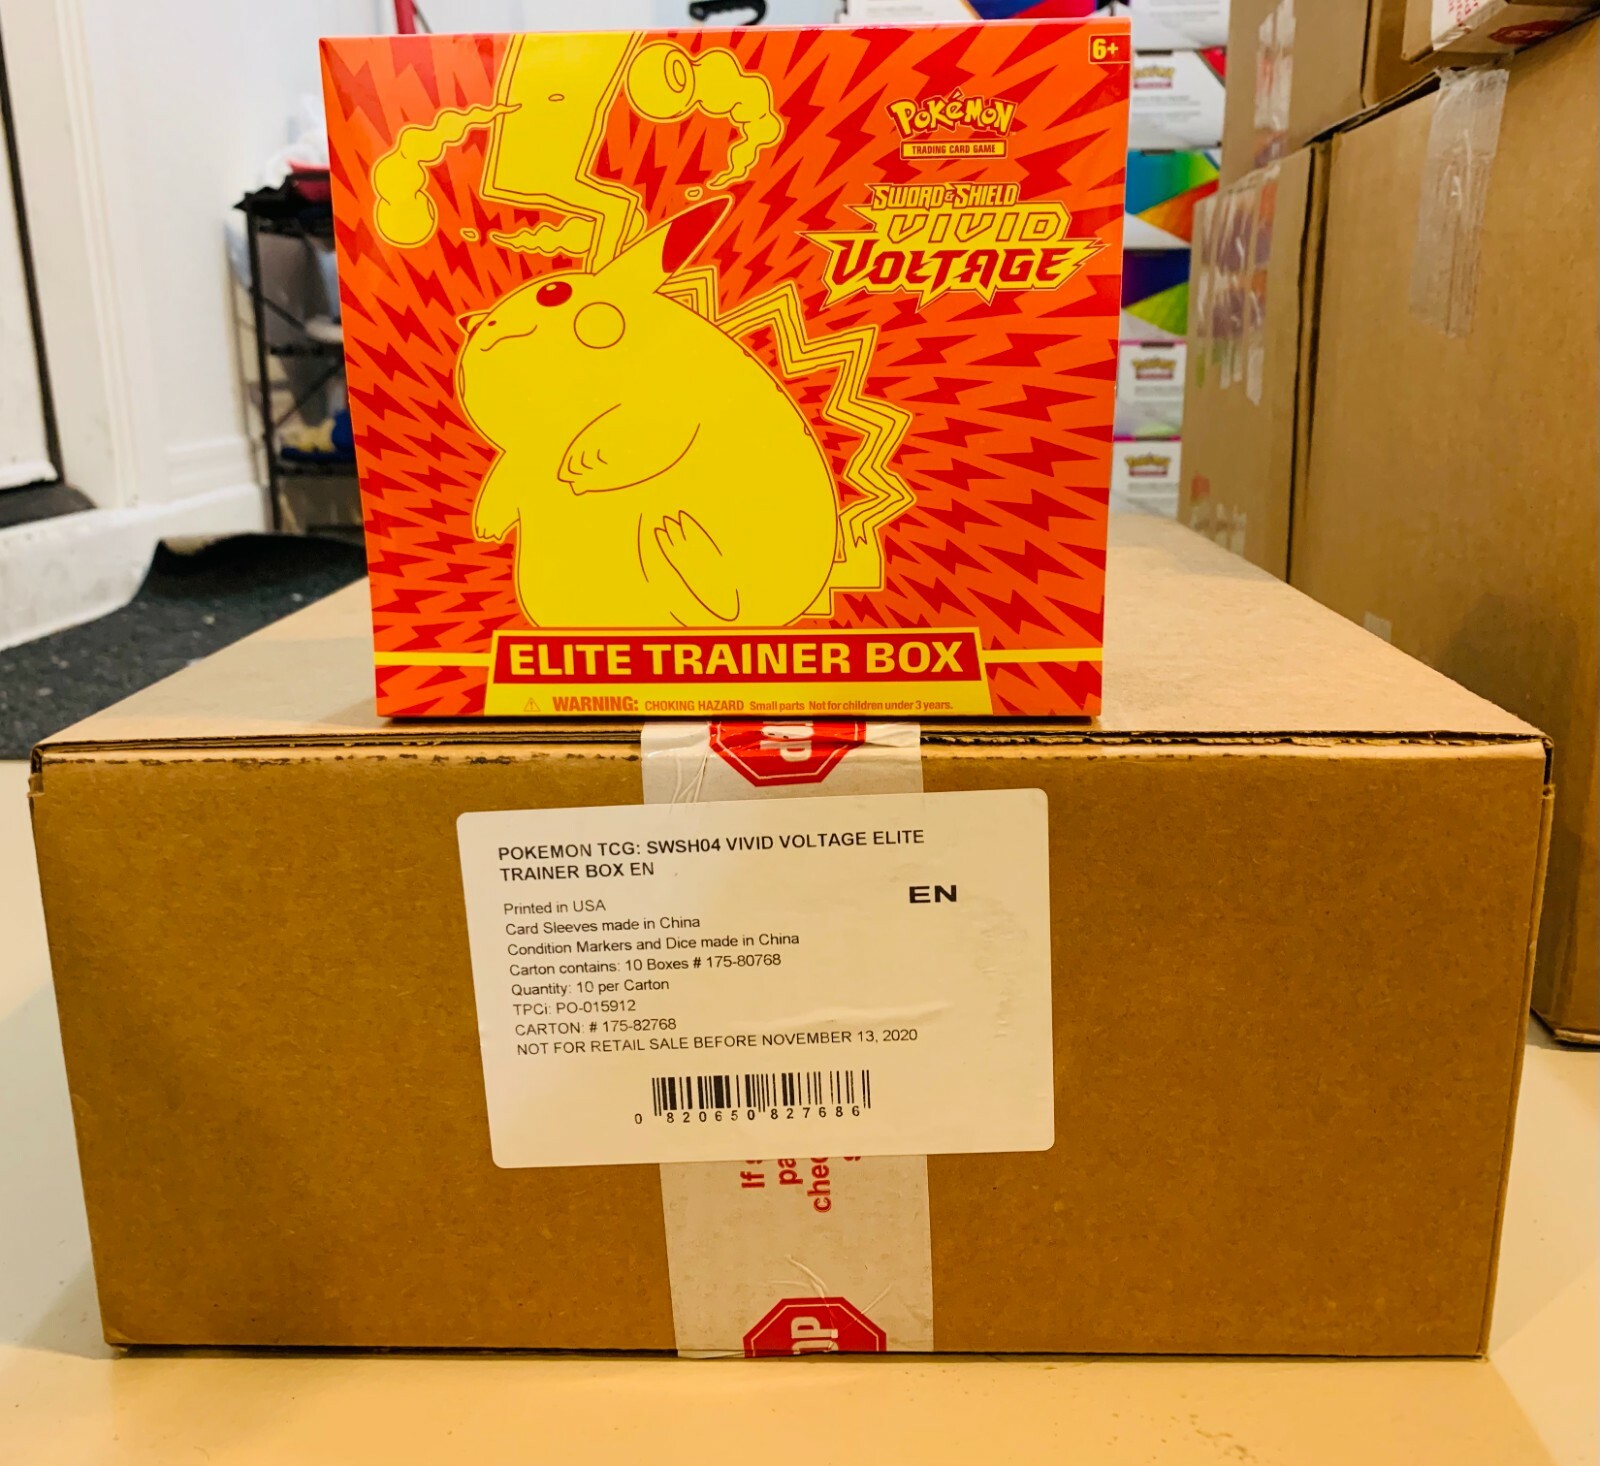 6+
POKéMON
TRADING CARD GAME
SWORD & SHIELD
VIVID
VOLTAGE
ELITE TRAINER BOX
WARNING: CHOKING HAZARD Small parts Not for children under 3 years.
POKEMON TCG: SWSH04 VIVID VOLTAGE ELITE
TRAINER BOX EN
EN
Printed in USA
Card Sleeves made in China
Condition Markers and Dice made in China
Carton contains: 10 Boxes # 175-80768
Quantity: 10 per Carton
TPCi: PO-015912
CARTON: # 175-82768
NOT FOR RETAIL SALE BEFORE NOVEMBER 13, 2020
0 820650 827686
If